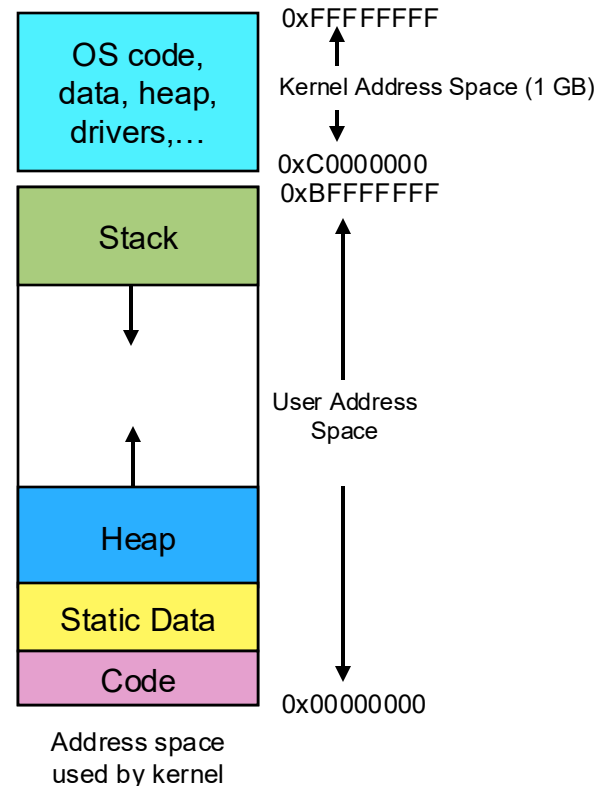 OS code,
data, heap,
drivers,…
0xFFFFFFFF
Kernel Address Space (1 GB)
0xC0000000
0xBFFFFFFF
Stack
User Address
Space
Heap
Static Data
Code
0x00000000
Address space
used by kernel